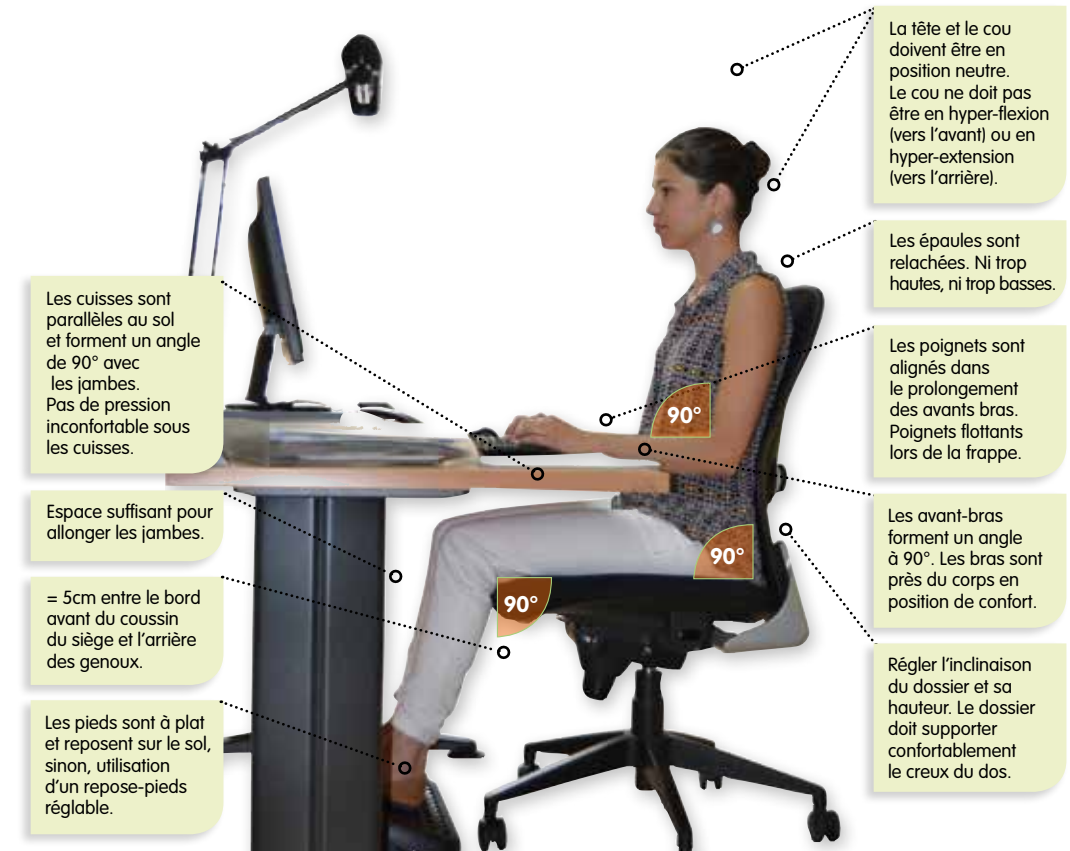 La tête et le cou
doivent être en
position neutre.
Le cou ne doit pas
être en hyper-flexion
(vers l'avant) ou en
hyper-extension
(vers l'arrière).
Les épaules sont
relachées. Ni trop
hautes, ni trop basses.
Les cuisses sont
parallèles au sol
et forment un angle
de 90° avec
les jambes.
Pas de pression
inconfortable sous
les cuisses.
Les poignets sont
alignés dans
le prolongement
des avants bras.
Poignets flottants
lors de la frappe.
90°
Espace suffisant pour
allonger les jambes.
Les avant-bras
forment un angle
à 90°. Les bras sont
près du corps en
position de confort.
90°
90°
= 5cm entre le bord
avant du coussin
du siège et l'arrière
des genoux.
Régler l'inclinaison
du dossier et sa
hauteur. Le dossier
doit supporter
confortablement
le creux du dos.
Les pieds sont à plat
et reposent sur le sol,
sinon, utilisation
d'un repose-pieds
réglable.